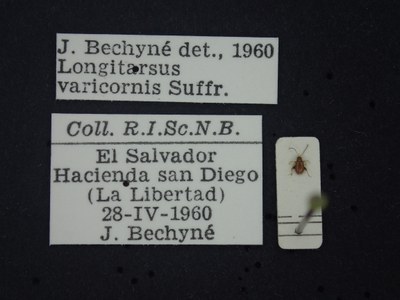 J. Bechyné det., 1960
Longitarsus
varicornis Suffr.
Coll. R.I.Sc.N.B.
El Salvador
Hacienda san Diego
(La Libertad)
28-IV-1960
J. Bechyné